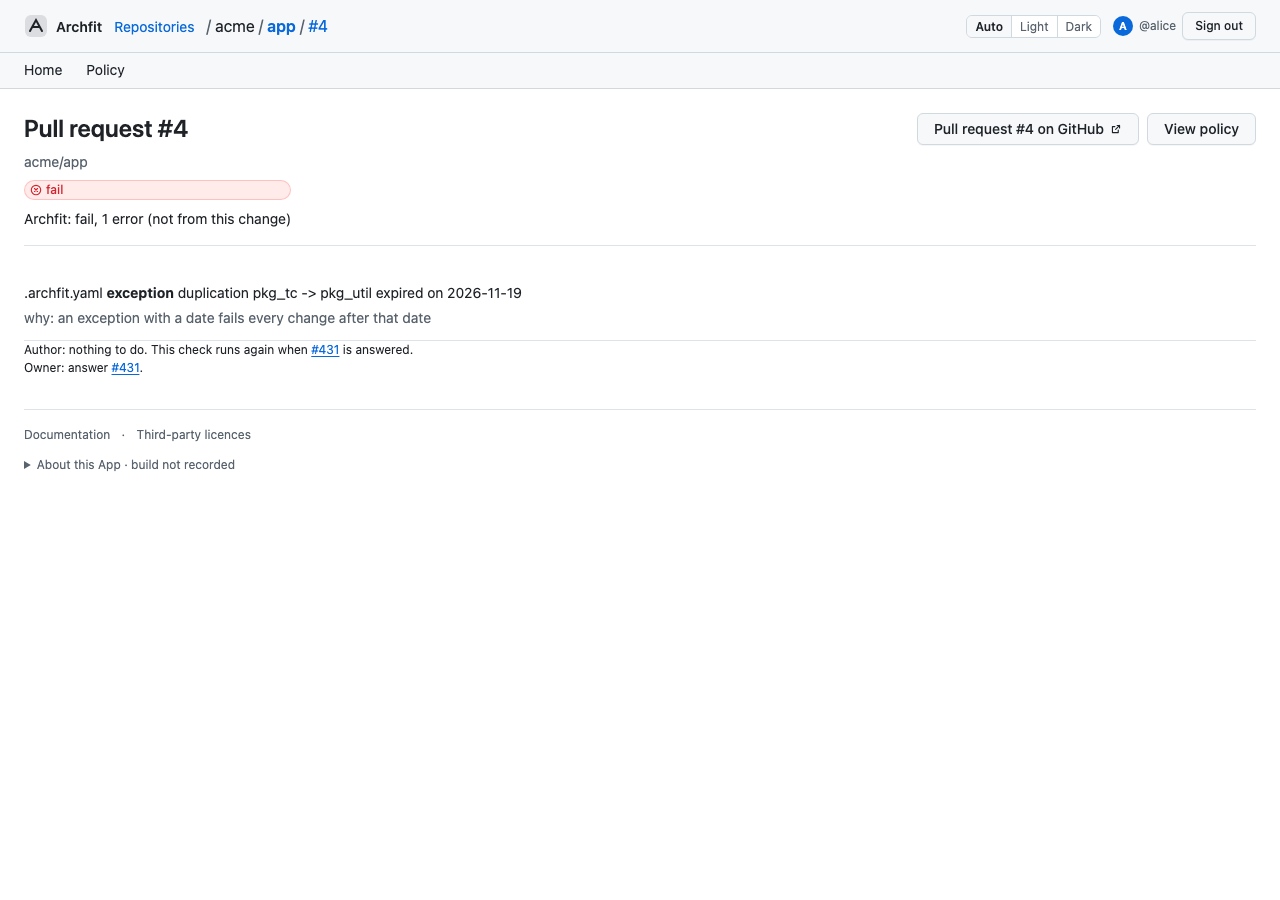 Archfit Repositories / acme / app / #4
Auto Light Dark A @alice Sign out
Home Policy
Pull request #4
Pull request #4 on GitHub View policy
acme/app
fail
Archfit: fail, 1 error (not from this change)
.archfit.yaml exception duplication pkg_tc -> pkg_util expired on 2026-11-19
why: an exception with a date fails every change after that date
Author: nothing to do. This check runs again when #431 is answered.
Owner: answer #431.
Documentation · Third-party licences
About this App · build not recorded